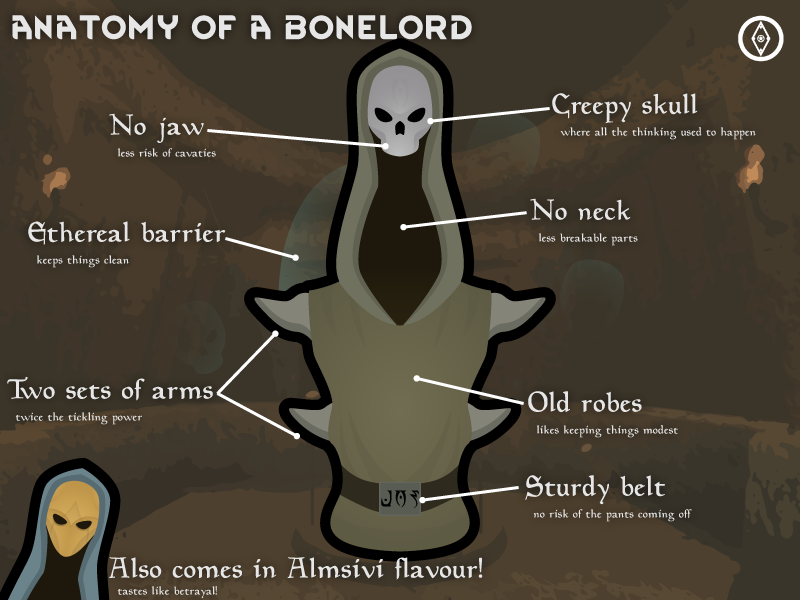 ANATOMY OF A BONELORD
No jaw
less risk of cavaties
Creepy skull
where all the thinking used to happen
Ethereal barrier
keeps things clean
No neck
less breakable parts
Two sets of arms
twice the tickling power
Old robes
likes keeping things modest
Sturdy belt
no risk of the pants coming off
Also comes in Almsivi flavour!
tastes like betrayal!